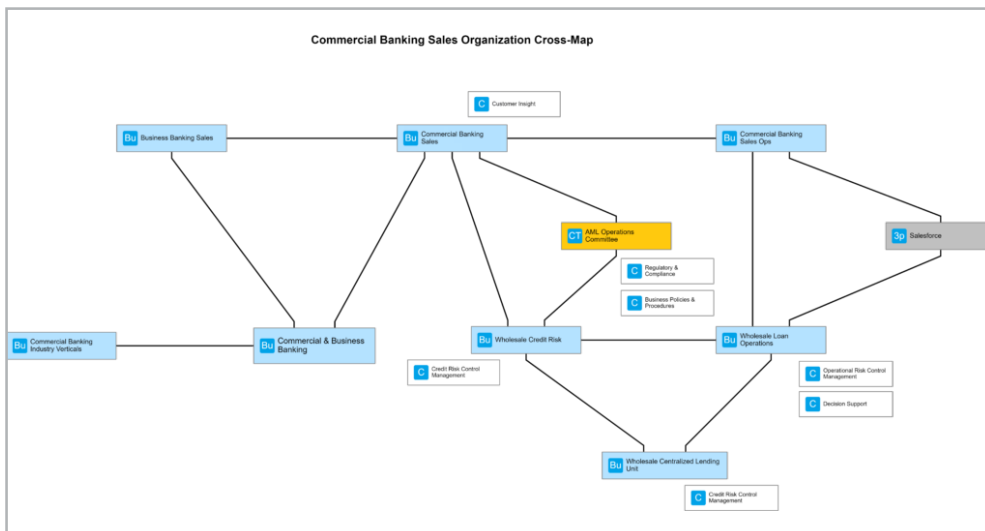 Commercial Banking Sales Organization Cross-Map
C Customer Insight
Bu Business Banking Sales
Bu Commercial Banking
Sales
Bu Commercial Banking
Sales Ops
CT AML Operations
Committee
3p Salesforce
C Regulatory &
Compliance
C Business Policies &
Procedures
Bu Commercial Banking
Industry Verticals
Bu Commercial & Business
Banking
Bu Wholesale Credit Risk
Bu Wholesale Loan
Operations
C Credit Risk Control
Management
C Operational Risk Control
Management
C Decision Support
Bu Wholesale Centralized Lending
Unit
C Credit Risk Control
Management